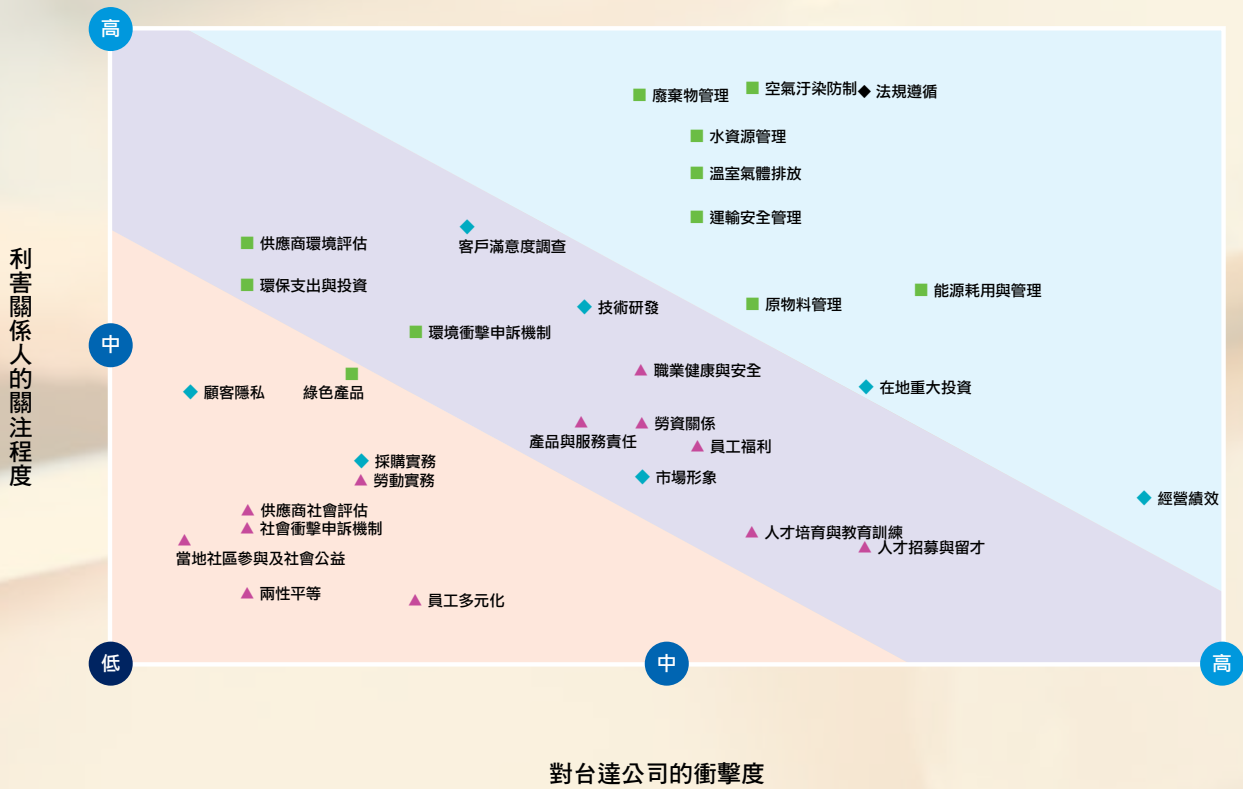 高
廢棄物管理
空氣汙染防制
法規遵循
水資源管理
溫室氣體排放
運輸安全管理
供應商環境評估
客戶滿意度調查
環保支出與投資
能源耗用與管理
技術研發
原物料管理
環境衝擊申訴機制
利害關係人的關注程度
中
職業健康與安全
顧客隱私
綠色產品
在地重大投資
勞資關係
產品與服務責任
員工福利
採購實務
勞動實務
市場形象
經營績效
供應商社會評估
社會衝擊申訴機制
人才培育與教育訓練
人才招募與留才
當地社區參與及社會公益
兩性平等
員工多元化
低
中
高
對台達公司的衝擊度